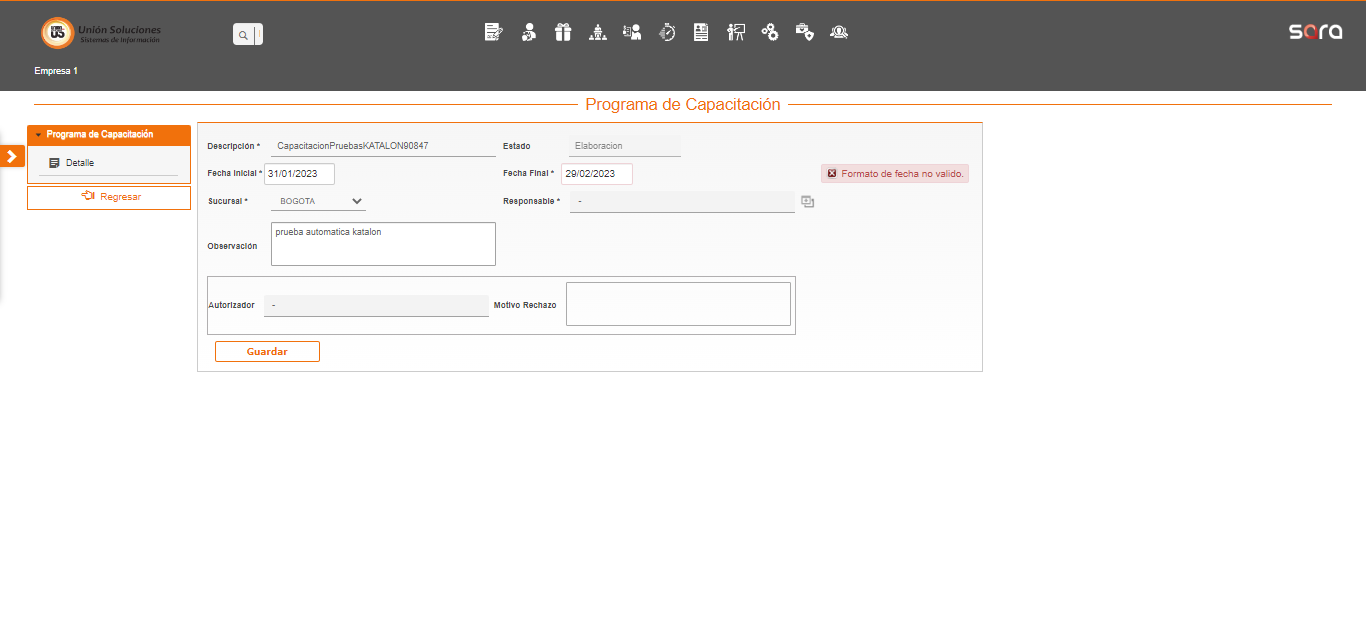 Unión Soluciones
Sistemas de Información
sora
Empresa 1
Programa de Capacitación
Programa de Capacitación
Detalle
Regresar
Descripción * CapacitacionPruebasKATALON90847 Estado Elaboracion
Fecha Inicial * 31/01/2023 Fecha Final * 29/02/2023 Formato de fecha no valido.
Sucursal * BOGOTA Responsable * -
Observación prueba automatica katalon
Autorizador - Motivo Rechazo
Guardar